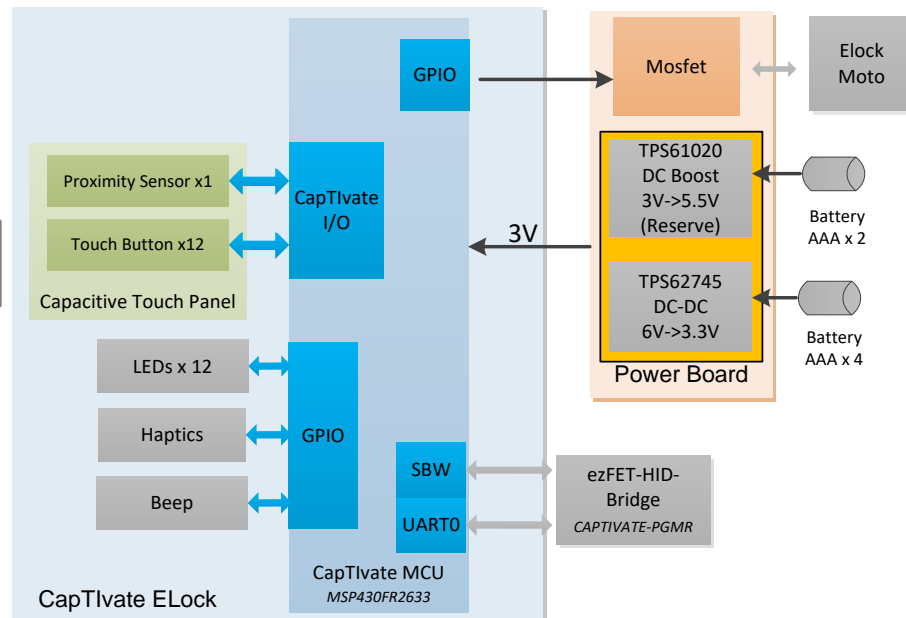 GPIO
Mosfet
Elock
Moto
Proximity Sensor x1
Touch Button x12
Capacitive Touch Panel
CapTIvate
I/O
3V
TPS61020
DC Boost
3V->5.5V
(Reserve)
Battery
AAA x 2
TPS62745
DC-DC
6V->3.3V
Battery
AAA x 4
Power Board
LEDs x 12
Haptics
Beep
GPIO
SBW
UART0
ezFET-HID-
Bridge
CAPTIVATE-PGMR
CapTIvate MCU
MSP430FR2633
CapTIvate ELock